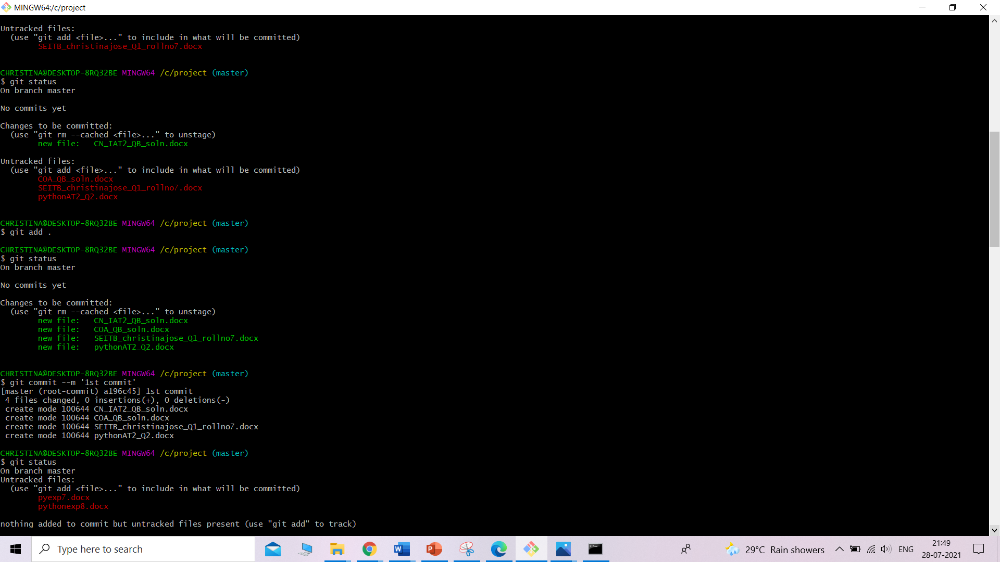 MINGW64:/c/project
Untracked files:
  (use "git add <file>..." to include in what will be committed)
        SEITB_christinajose_Q1_rollno7.docx
CHRISTINA@DESKTOP-8RQ32BE MINGW64 /c/project (master)
$ git status
On branch master
No commits yet
Changes to be committed:
  (use "git rm --cached <file>..." to unstage)
        new file:   CN_IAT2_QB_soln.docx
Untracked files:
  (use "git add <file>..." to include in what will be committed)
        COA_QB_soln.docx
        SEITB_christinajose_Q1_rollno7.docx
        pythonAT2_Q2.docx
CHRISTINA@DESKTOP-8RQ32BE MINGW64 /c/project (master)
$ git add .
CHRISTINA@DESKTOP-8RQ32BE MINGW64 /c/project (master)
$ git status
On branch master
No commits yet
Changes to be committed:
  (use "git rm --cached <file>..." to unstage)
        new file:   CN_IAT2_QB_soln.docx
        new file:   COA_QB_soln.docx
        new file:   SEITB_christinajose_Q1_rollno7.docx
        new file:   pythonAT2_Q2.docx
CHRISTINA@DESKTOP-8RQ32BE MINGW64 /c/project (master)
$ git commit --m '1st commit'
[master (root-commit) a196c45] 1st commit
 4 files changed, 0 insertions(+), 0 deletions(-)
 create mode 100644 CN_IAT2_QB_soln.docx
 create mode 100644 COA_QB_soln.docx
 create mode 100644 SEITB_christinajose_Q1_rollno7.docx
 create mode 100644 pythonAT2_Q2.docx
CHRISTINA@DESKTOP-8RQ32BE MINGW64 /c/project (master)
$ git status
On branch master
Untracked files:
  (use "git add <file>..." to include in what will be committed)
        pyexp7.docx
        pythonexp8.docx
nothing added to commit but untracked files present (use "git add" to track)
Type here to search
29°C Rain showers
ENG
21:49
28-07-2021